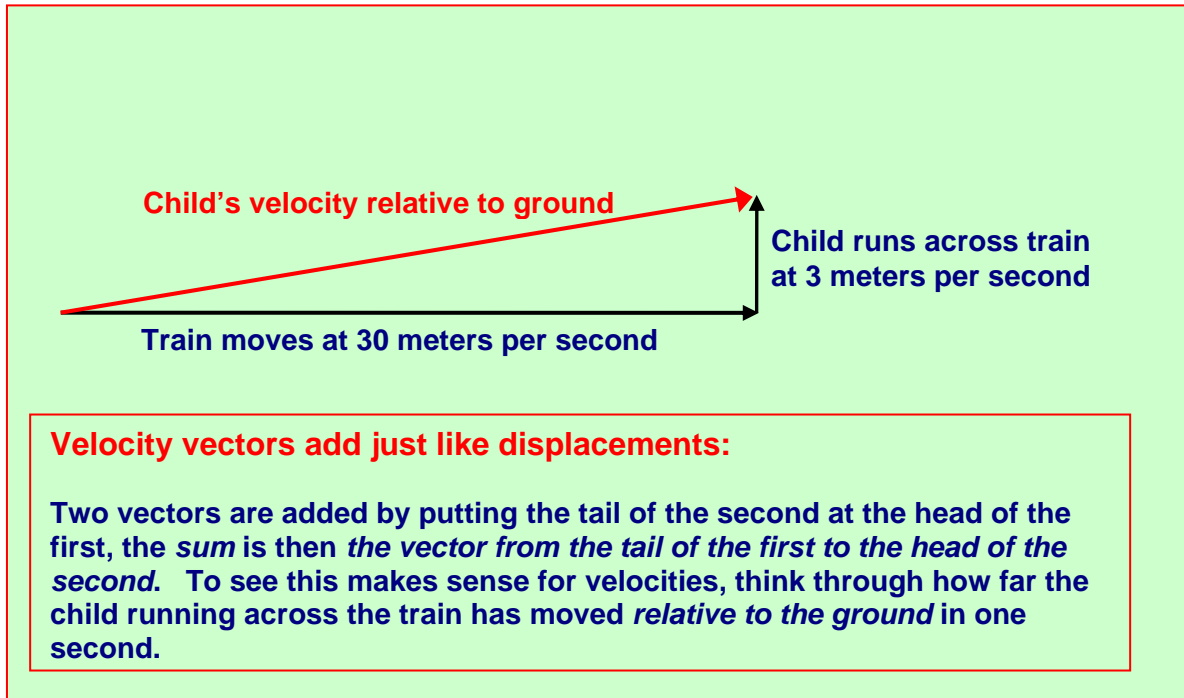 Child’s velocity relative to ground
Child runs across train
at 3 meters per second
Train moves at 30 meters per second
Velocity vectors add just like displacements:
Two vectors are added by putting the tail of the second at the head of the
first, the sum is then the vector from the tail of the first to the head of the
second.   To see this makes sense for velocities, think through how far the
child running across the train has moved relative to the ground in one
second.